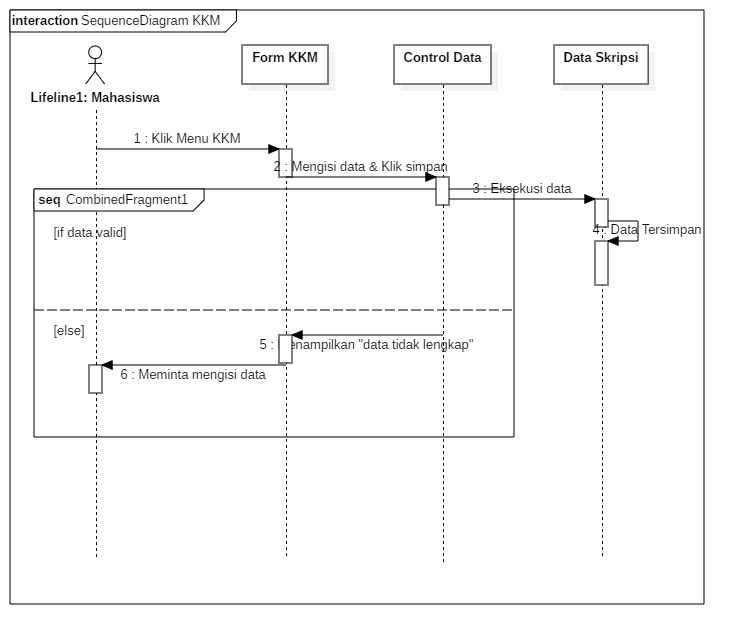 interaction SequenceDiagram KKM
Form KKM
Control Data
Data Skripsi
Lifeline1: Mahasiswa
1 : Klik Menu KKM
2 : Mengisi data & Klik simpan
3 : Eksekusi data
seq CombinedFragment1
4 : Data Tersimpan
[if data valid]
[else]
5 : Menampilkan "data tidak lengkap"
6 : Meminta mengisi data